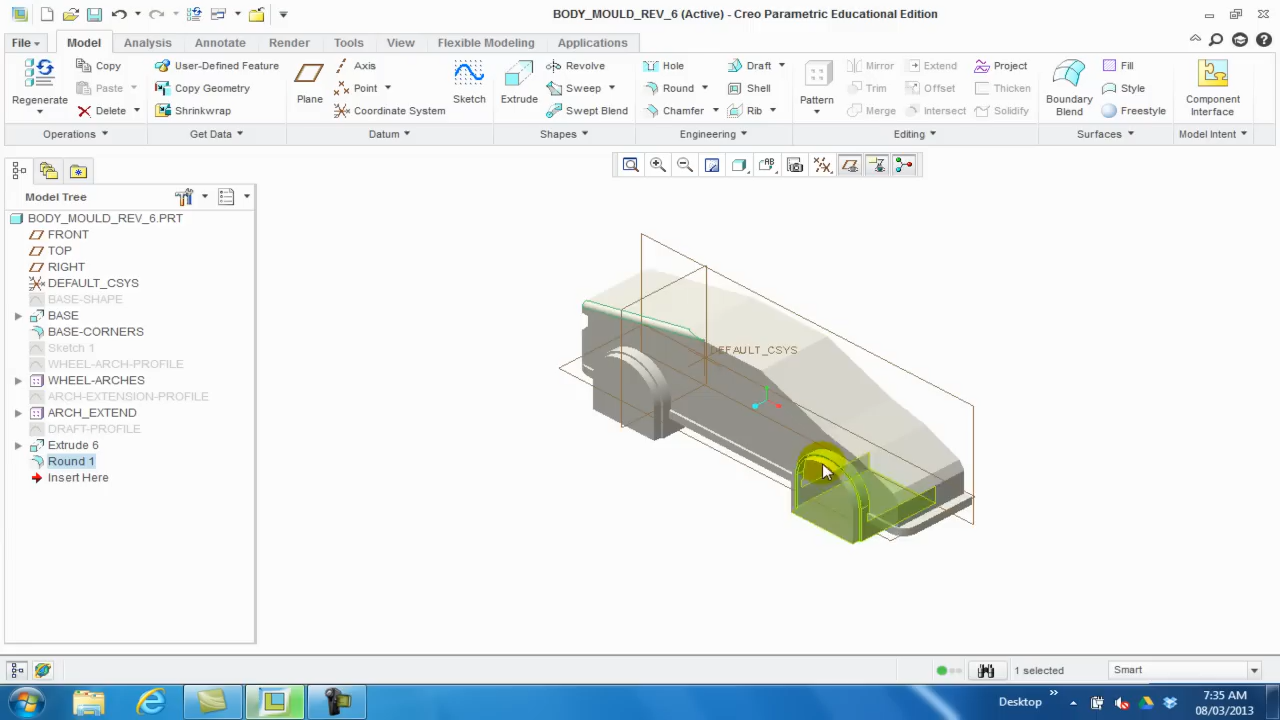 BODY_MOULD_REV_6 (Active) - Creo Parametric Educational Edition
File Model Analysis Annotate Render Tools View Flexible Modeling Applications
Regenerate
Copy
Paste
Delete
Operations
User-Defined Feature
Copy Geometry
Shrinkwrap
Get Data
Plane
Axis
Point
Coordinate System
Sketch
Datum
Extrude
Revolve
Sweep
Swept Blend
Shapes
Hole
Round
Chamfer
Draft
Shell
Rib
Engineering
Pattern
Mirror
Trim
Merge
Extend
Offset
Intersect
Project
Thicken
Solidify
Editing
Boundary
Blend
Fill
Style
Freestyle
Surfaces
Component
Interface
Model Intent
Model Tree
BODY_MOULD_REV_6.PRT
FRONT
TOP
RIGHT
DEFAULT_CSYS
BASE-SHAPE
BASE
BASE-CORNERS
Sketch 1
WHEEL-ARCH-PROFILE
WHEEL-ARCHES
ARCH-EXTENSION-PROFILE
ARCH_EXTEND
DRAFT-PROFILE
Extrude 6
Round 1
Insert Here
DEFAULT_CSYS
1 selected
Smart
Desktop
7:35 AM
08/03/2013